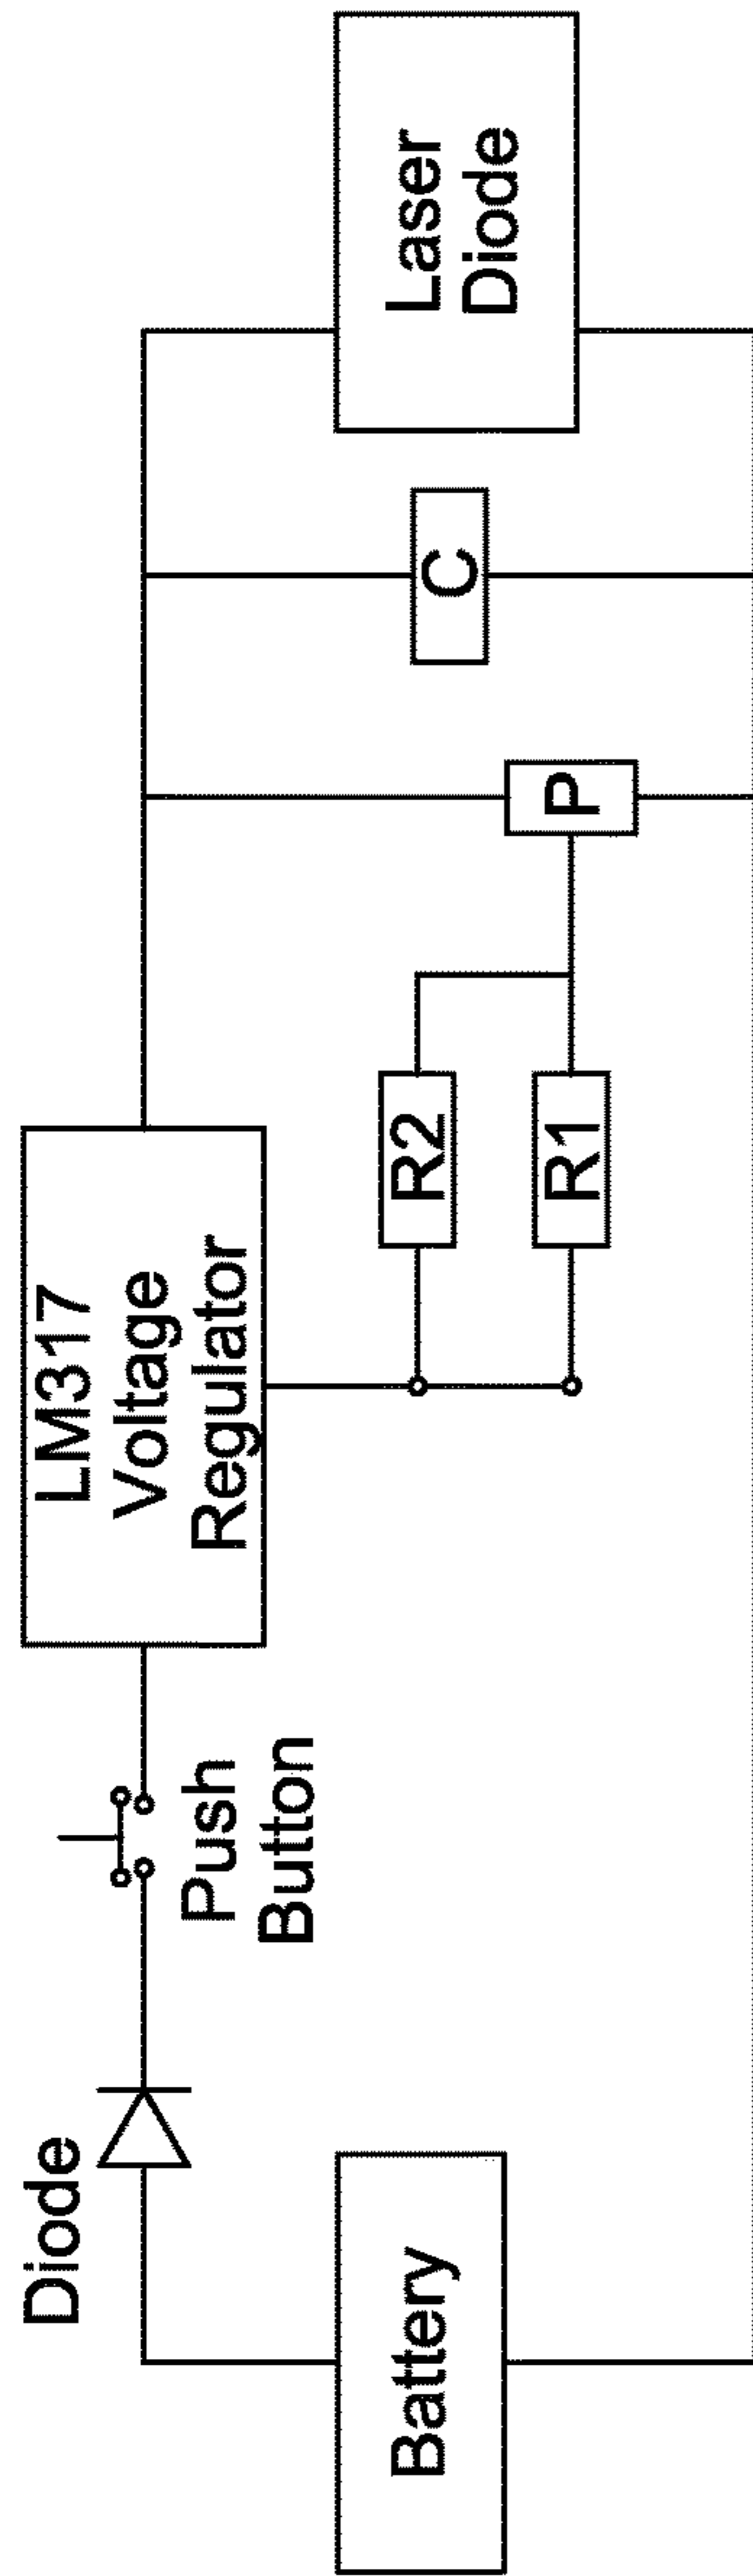 Diode
Battery
Push
Button
LM317
Voltage
Regulator
R2
R1
P
C
Laser
Diode